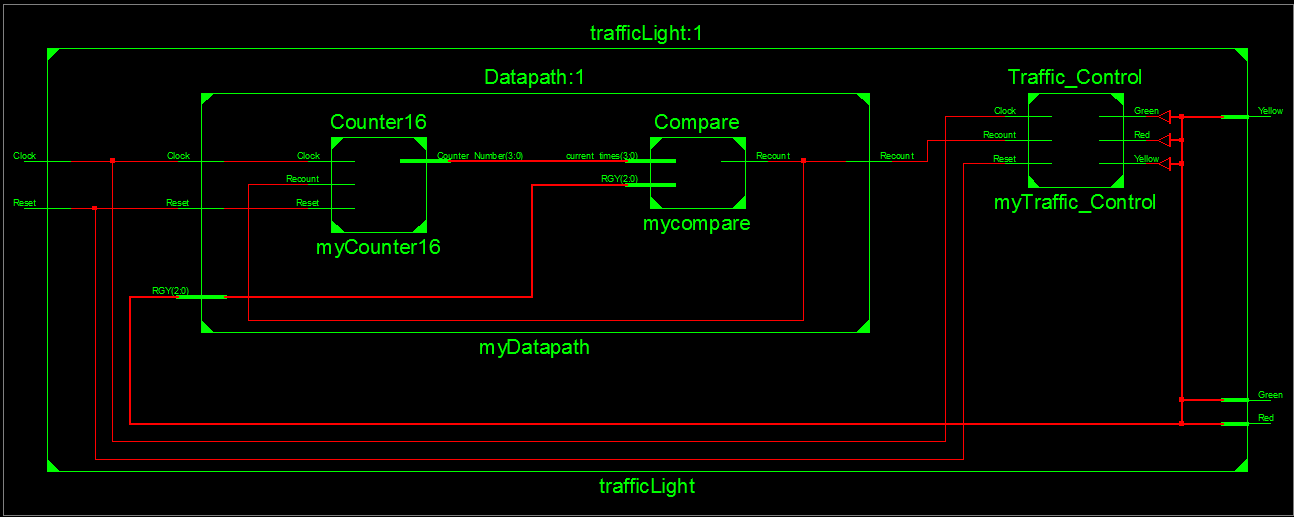 trafficLight:1
Datapath:1
Traffic_Control
Counter16
Compare
Clock
Green
Yellow
Clock
Clock
Clock
Counter_Number(3:0)
current_times(3:0)
Recount
Recount
Recount
Red
Recount
RGY(2:0)
Reset
Yellow
Reset
Reset
Reset
myTraffic_Control
mycompare
myCounter16
RGY(2:0)
myDatapath
Green
Red
trafficLight